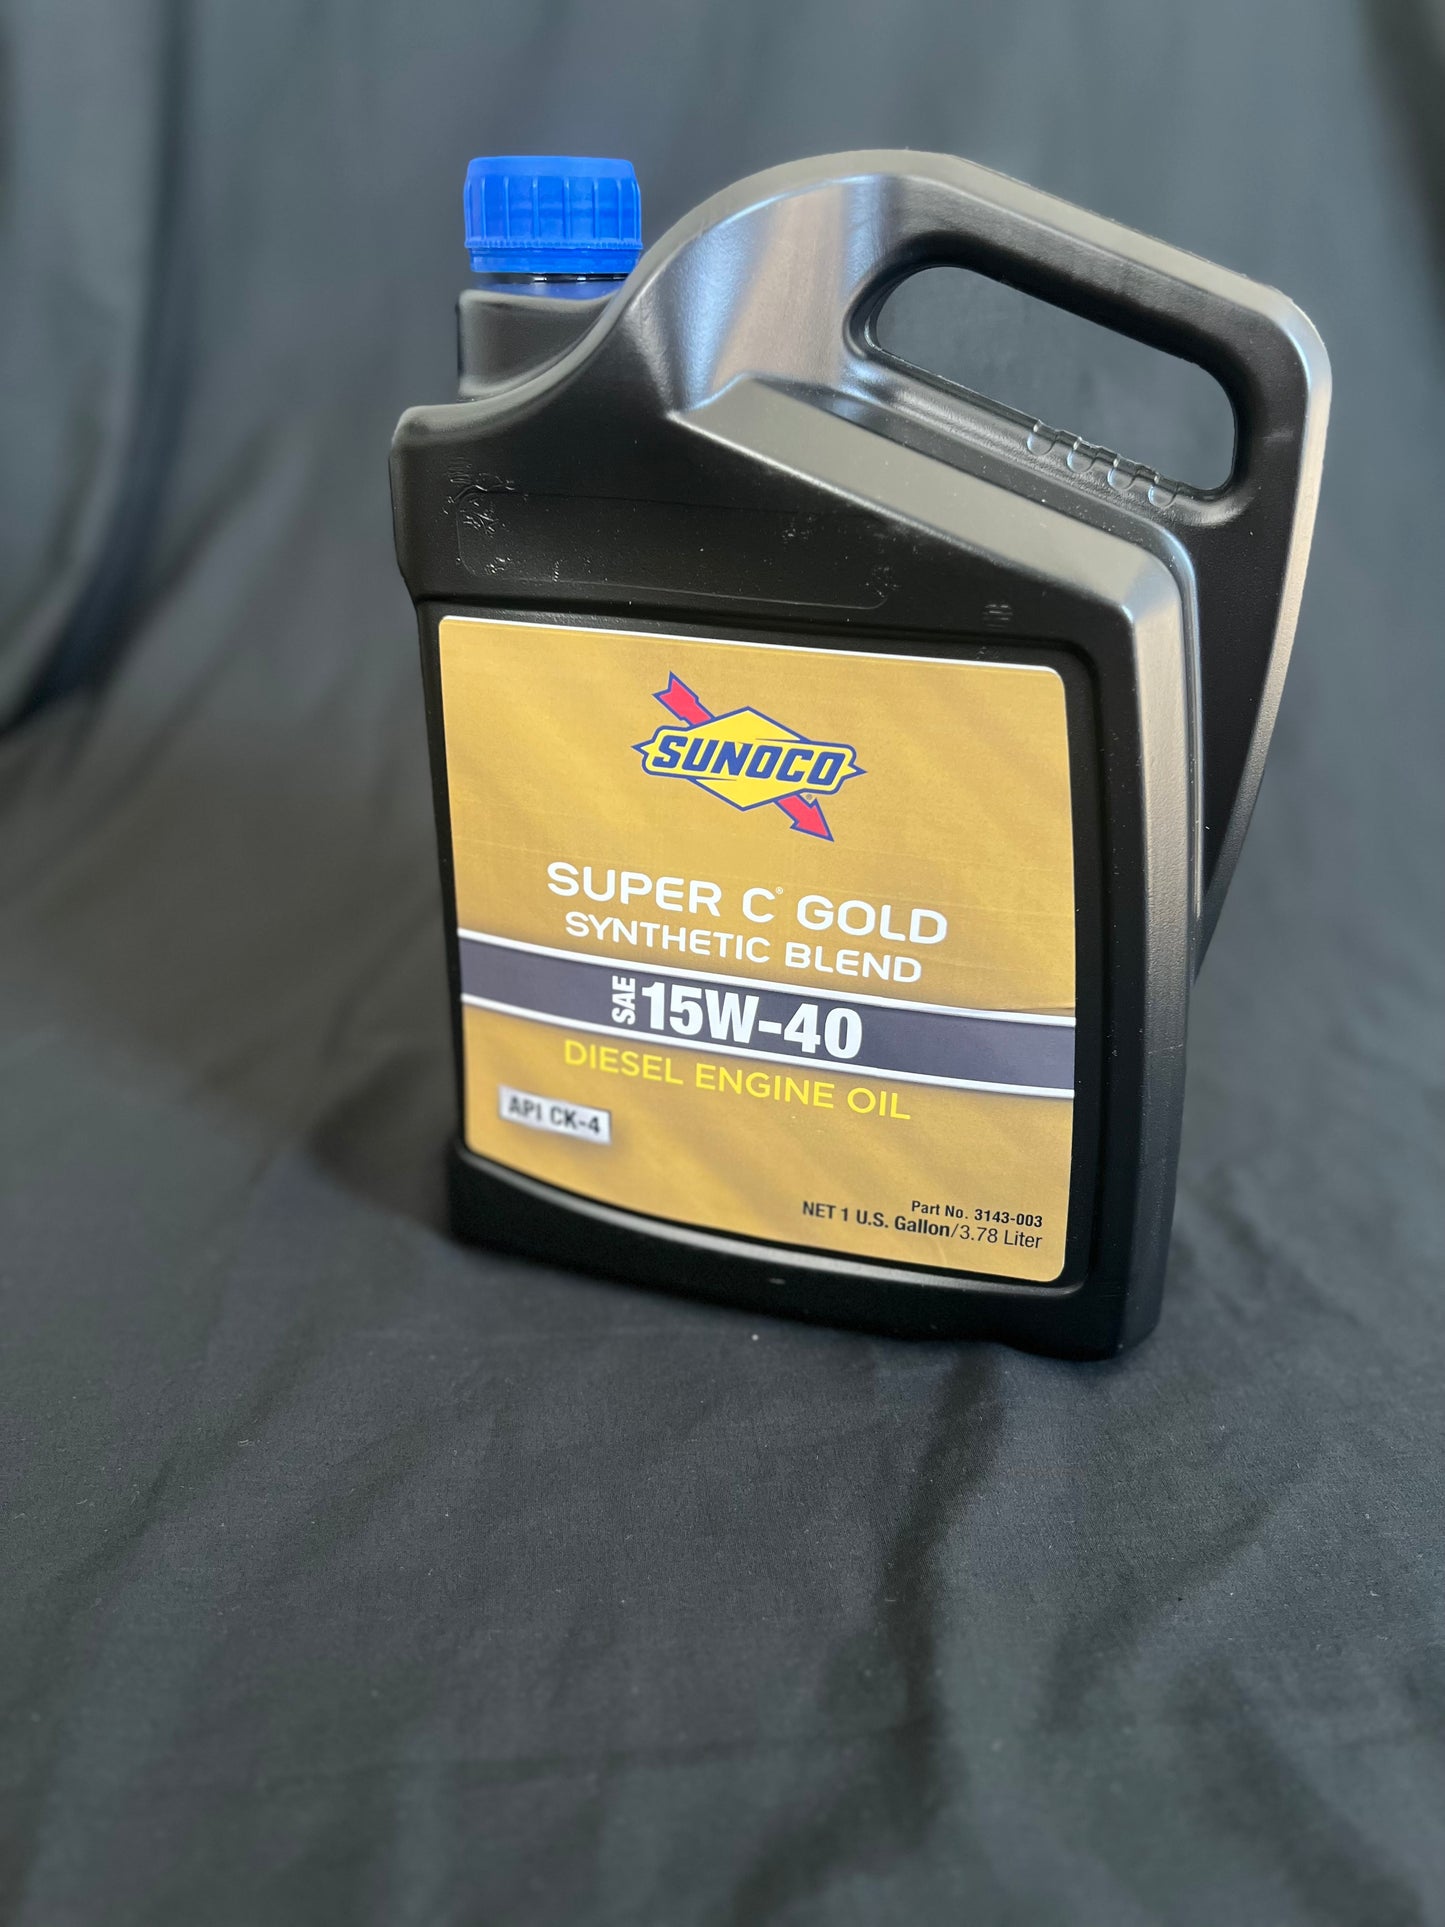 SUNOCO®
SUPER C® GOLD
SYNTHETIC BLEND
SAE 15W-40
DIESEL ENGINE OIL
API CK-4
Part No. 3143-003
NET 1 U.S. Gallon/3.78 Liter